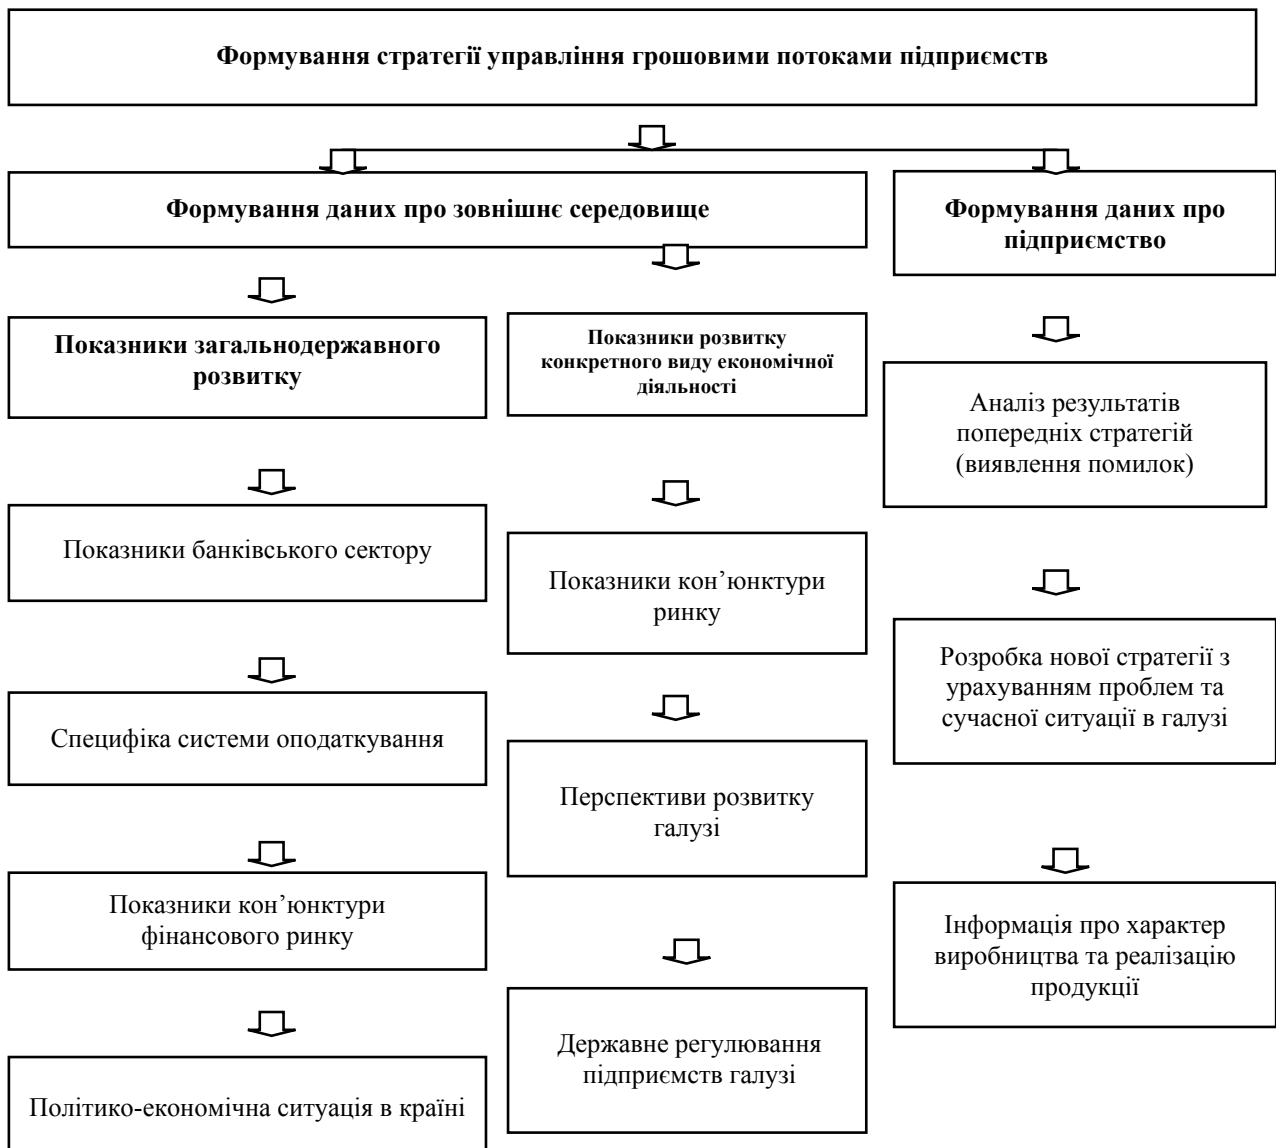 Формування стратегії управління грошовими потоками підприємств
Формування даних про зовнішнє середовище
Формування даних про
підприємство
Показники загальнодержавного
розвитку
Показники розвитку
конкретного виду економічної
діяльності
Аналіз результатів
попередніх стратегій
(виявлення помилок)
Показники банківського сектору
Показники кон’юнктури
ринку
Розробка нової стратегії з
урахуванням проблем та
сучасної ситуації в галузі
Специфіка системи оподаткування
Перспективи розвитку
галузі
Показники кон’юнктури
фінансового ринку
Інформація про характер
виробництва та реалізацію
продукції
Державне регулювання
підприємств галузі
Політико-економічна ситуація в країні